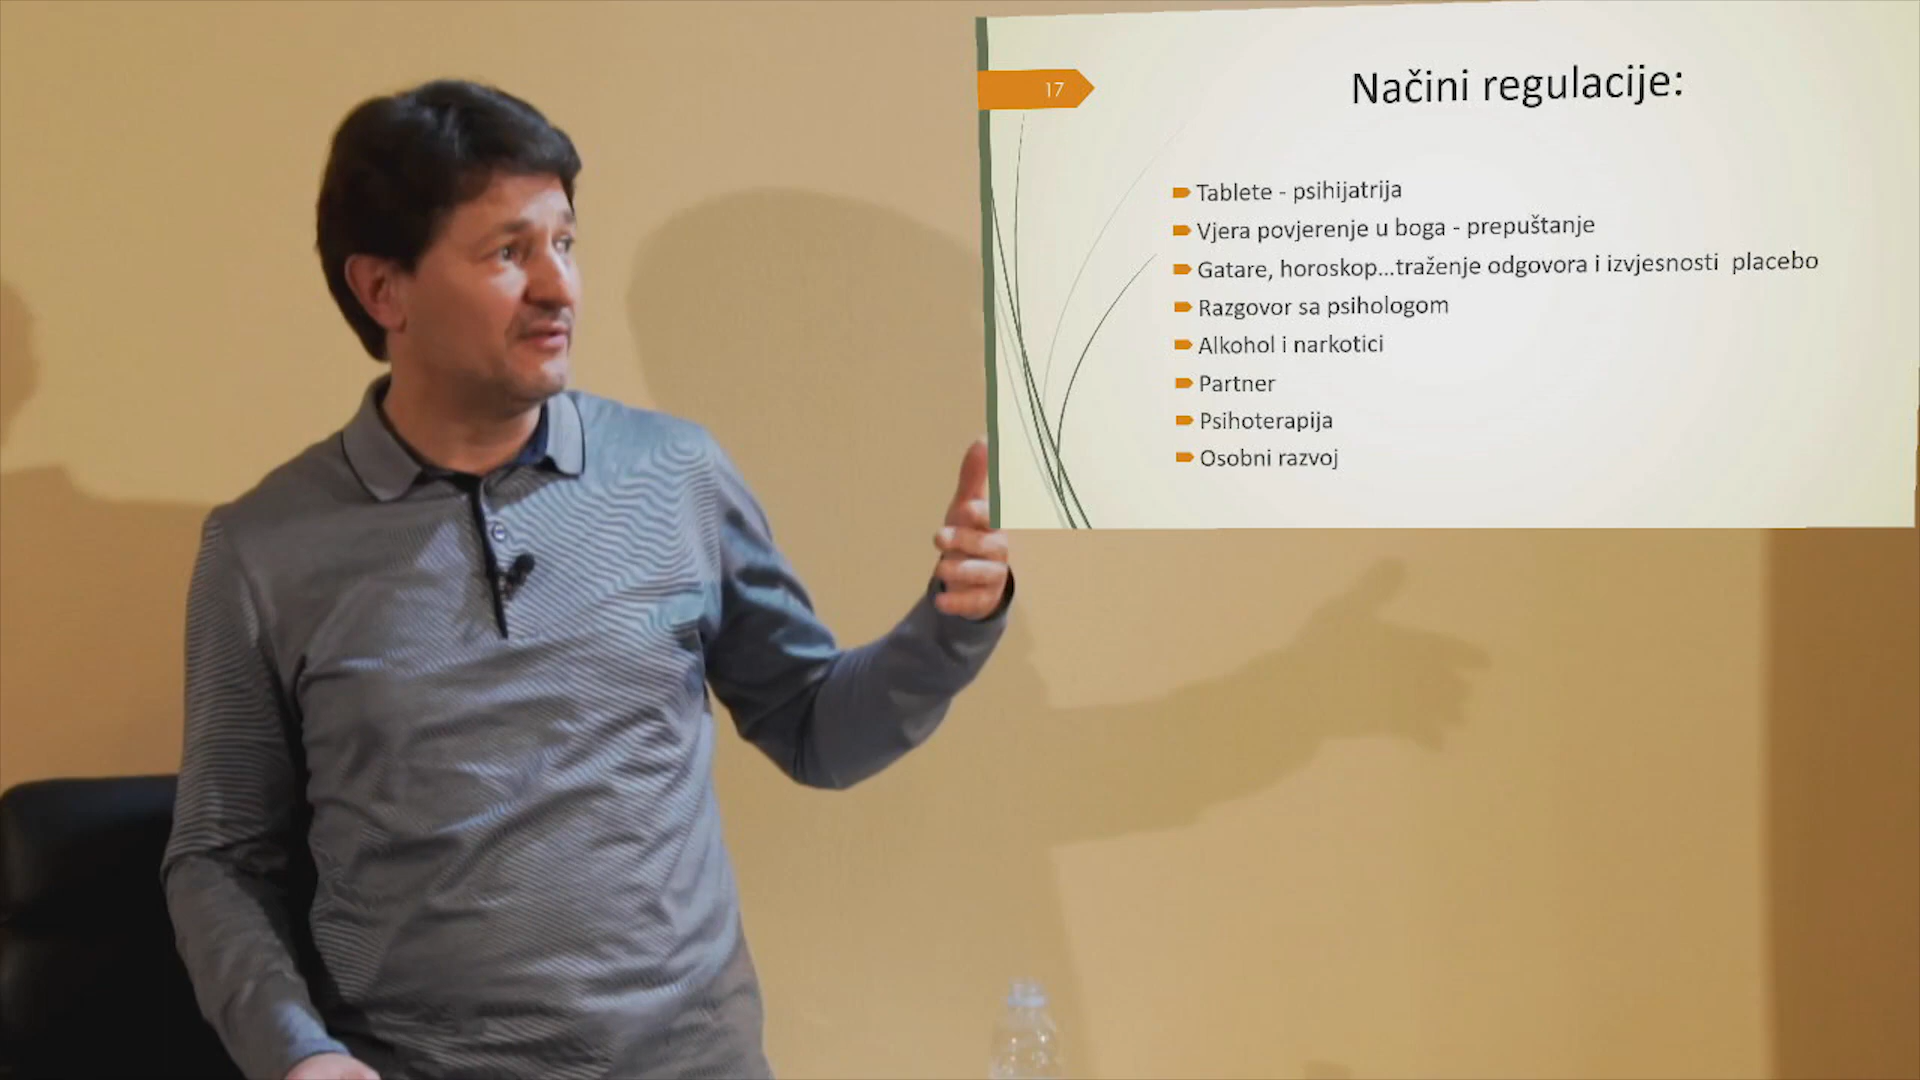 17
Načini regulacije:
Tablete - psihijatrija
Vjera povjerenje u boga - prepuštanje
Gatare, horoskop...traženje odgovora i izvjesnosti placebo
Razgovor sa psihologom
Alkohol i narkotici
Partner
Psihoterapija
Osobni razvoj